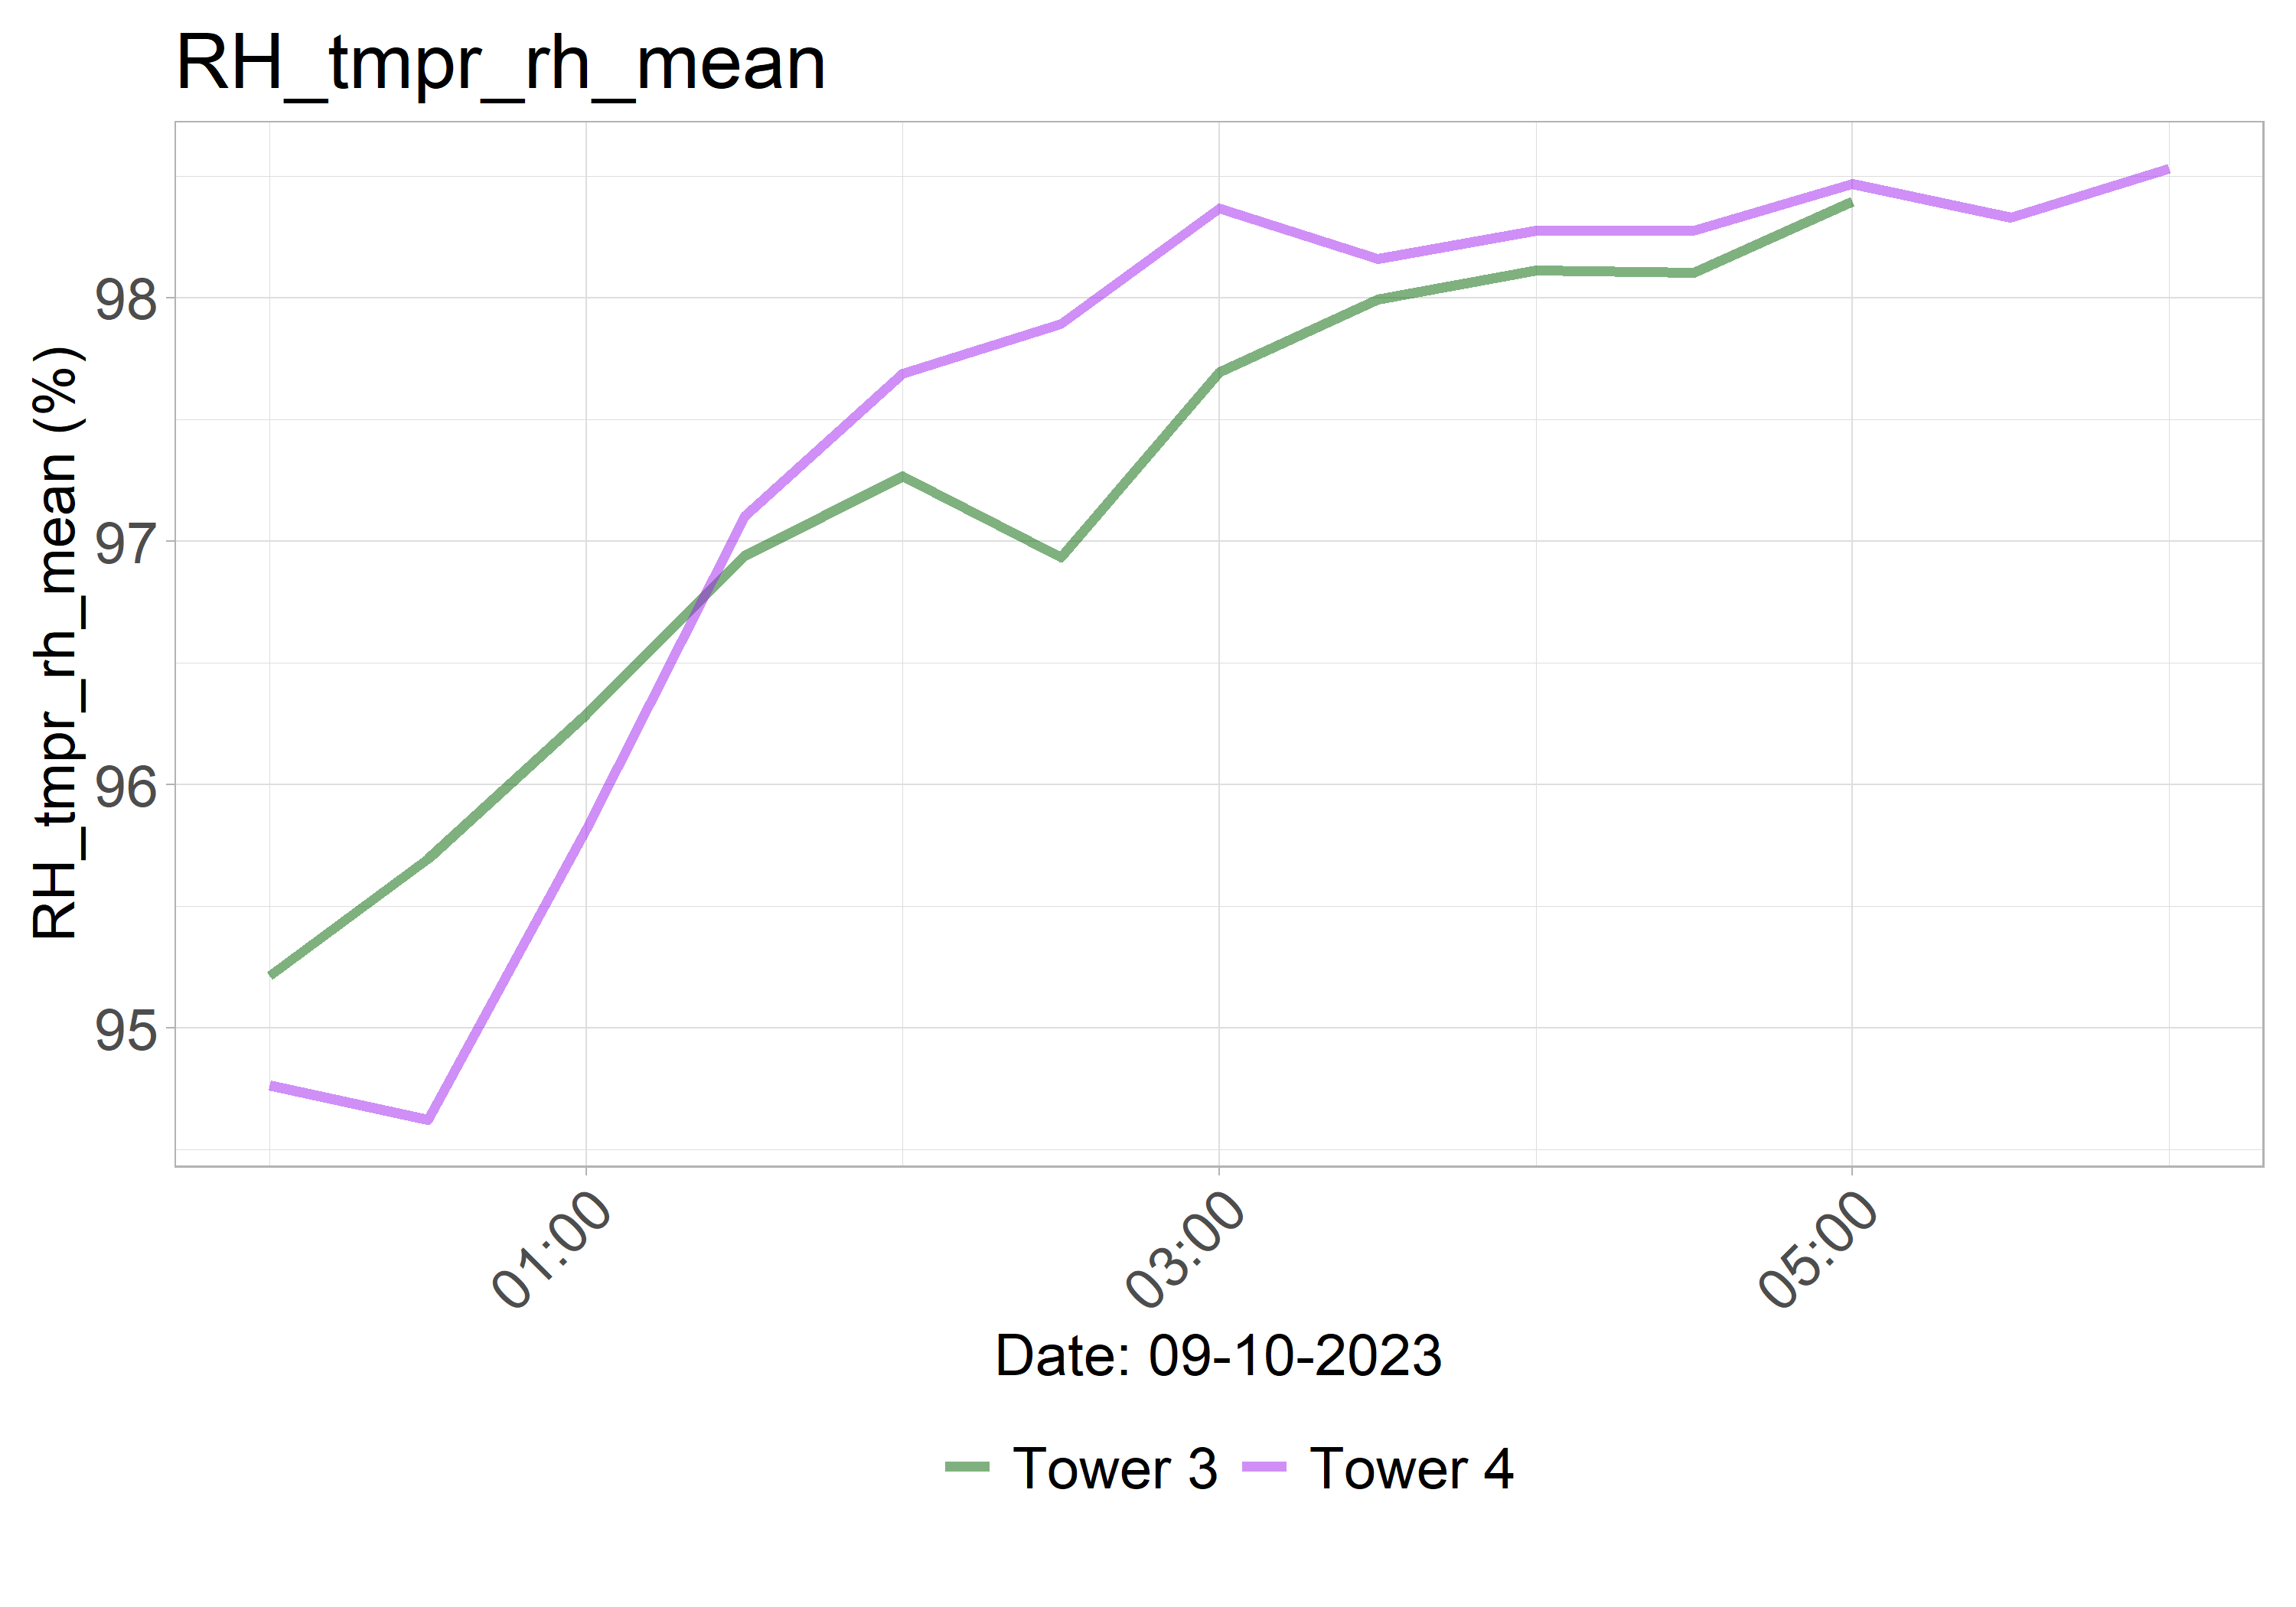 RH_tmpr_rh_mean
RH_tmpr_rh_mean (%)
98
97
96
95
01:00
03:00
05:00
Date: 09-10-2023
Tower 3
Tower 4